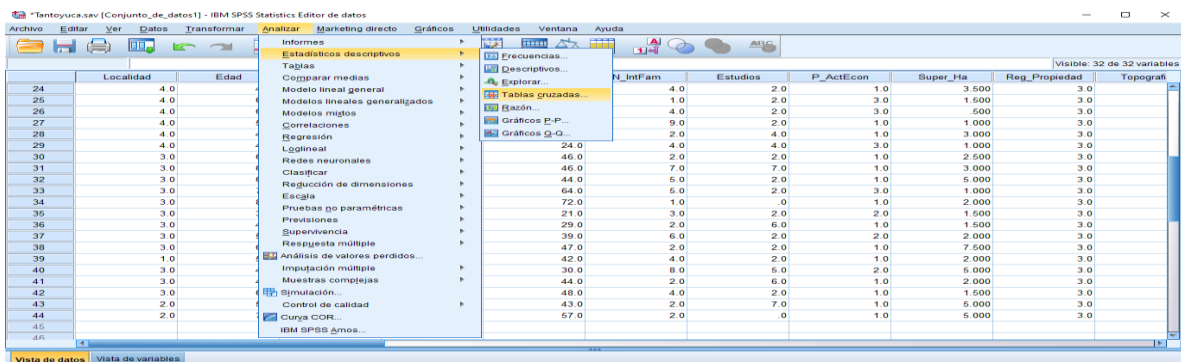 *Tantoyuca.sav [Conjunto_de_datos1] - IBM SPSS Statistics Editor de datos
Archivo Editar Ver Datos Transformar Analizar Marketing directo Gráficos Utilidades Ventana Ayuda
Visible: 32 de 32 variables
Informes
Estadísticos descriptivos
Tablas
Comparar medias
Modelo lineal general
Modelos lineales generalizados
Modelos mixtos
Correlaciones
Regresión
Loglineal
Redes neuronales
Clasificar
Reducción de dimensiones
Escala
Pruebas no paramétricas
Previsiones
Supervivencia
Respuesta múltiple
Análisis de valores perdidos...
Imputación múltiple
Muestras complejas
Simulación...
Control de calidad
Curva COR...
IBM SPSS Amos...
Frecuencias...
Descriptivos...
Explorar...
Tablas cruzadas...
Razón...
Gráficos P-P...
Gráficos Q-Q...
Localidad Edad N_IntFam Estudios P_ActEcon Super_Ha Reg_Propiedad Topografi
24 4.0 4.0 2.0 1.0 3.500 3.0
25 4.0 1.0 2.0 3.0 1.500 3.0
26 4.0 4.0 2.0 3.0 .500 3.0
27 4.0 9.0 2.0 1.0 1.000 3.0
28 4.0 2.0 4.0 1.0 3.000 3.0
29 4.0 24.0 4.0 4.0 3.0 1.000 3.0
30 3.0 46.0 2.0 2.0 1.0 2.500 3.0
31 3.0 46.0 7.0 7.0 1.0 3.000 3.0
32 3.0 44.0 5.0 2.0 1.0 5.000 3.0
33 3.0 64.0 5.0 2.0 3.0 1.000 3.0
34 3.0 72.0 1.0 .0 1.0 2.000 3.0
35 3.0 21.0 3.0 2.0 2.0 1.500 3.0
36 3.0 29.0 2.0 6.0 1.0 1.500 3.0
37 3.0 39.0 6.0 2.0 2.0 2.000 3.0
38 3.0 47.0 2.0 2.0 1.0 7.500 3.0
39 1.0 42.0 4.0 2.0 1.0 2.000 3.0
40 3.0 30.0 8.0 5.0 2.0 5.000 3.0
41 3.0 44.0 2.0 6.0 1.0 2.000 3.0
42 3.0 48.0 4.0 2.0 1.0 1.500 3.0
43 2.0 43.0 2.0 7.0 1.0 5.000 3.0
44 2.0 57.0 2.0 .0 1.0 5.000 3.0
45
46
Vista de datos Vista de variables